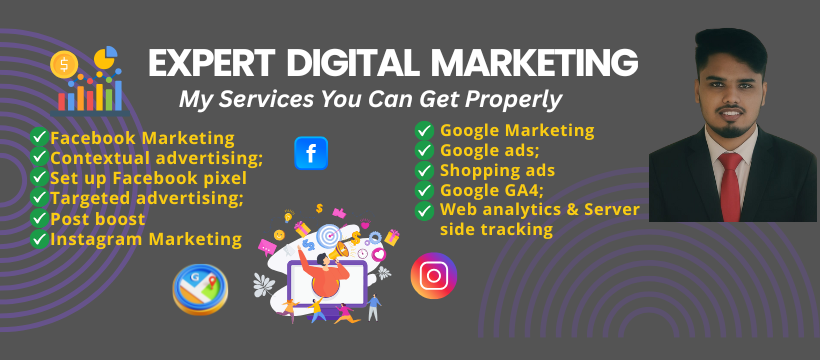 EXPERT DIGITAL MARKETING
My Services You Can Get Properly
Facebook Marketing
Contextual advertising;
Set up Facebook pixel
Targeted advertising;
Post boost
Instagram Marketing
Google Marketing
Google ads;
Shopping ads
Google GA4;
Web analytics & Server
side tracking